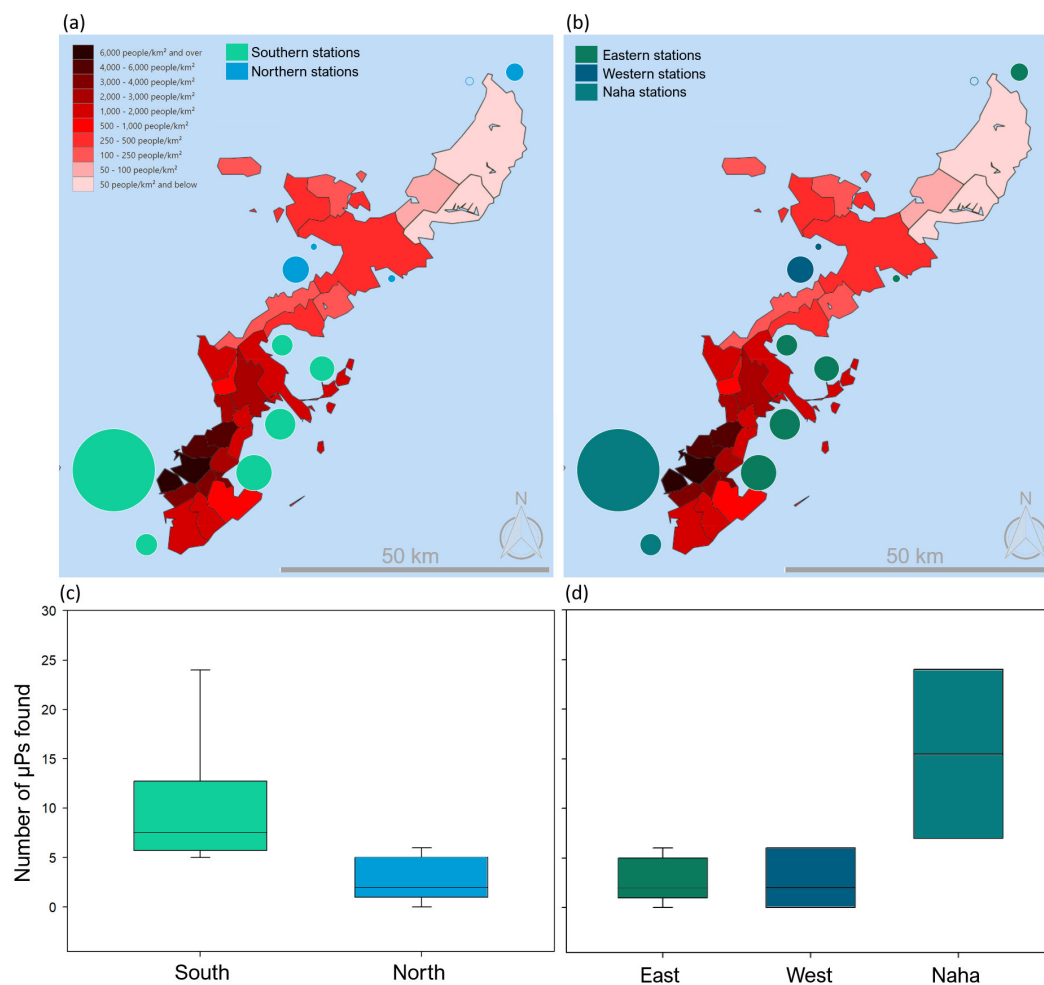 (a)
6,000 people/km² and over
4,000 - 6,000 people/km²
3,000 - 4,000 people/km²
2,000 - 3,000 people/km²
1,000 - 2,000 people/km²
500 - 1,000 people/km²
250 - 500 people/km²
100 - 250 people/km²
50 - 100 people/km²
50 people/km² and below
Southern stations
Northern stations
N
50 km
(b)
Eastern stations
Western stations
Naha stations
N
50 km
(c)
Number of µPs found
30
25
20
15
10
5
0
South
North
(d)
East
West
Naha